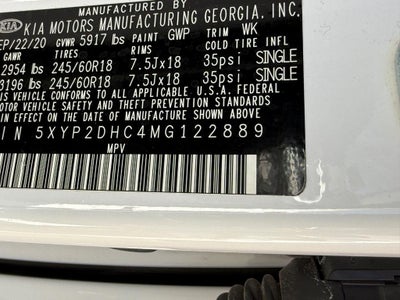 MANUFACTURED BY
KIA KIA MOTORS MANUFACTURING GEORGIA, INC.
EP/22/20 GVWR 5917 lbs PAINT GWP TRIM WK
GAWR TIRES RIMS COLD TIRE INF
2954 lbs 245/60R18 7.5Jx18 35psi SINGLE
3196 lbs 245/60R18 7.5Jx18 35psi SINGLE
VEHICLE CONFORMS TO ALL APPLICABLE U.S.A FEDERAL
MOTOR VEHICLE SAFETY AND THEFT PREVENTION STANDARDS
IN EFFECT ON THE DATE OF MANUFACTURE SHOWN ABOVE
IN 5XYP2DHC4MG122889
MPV